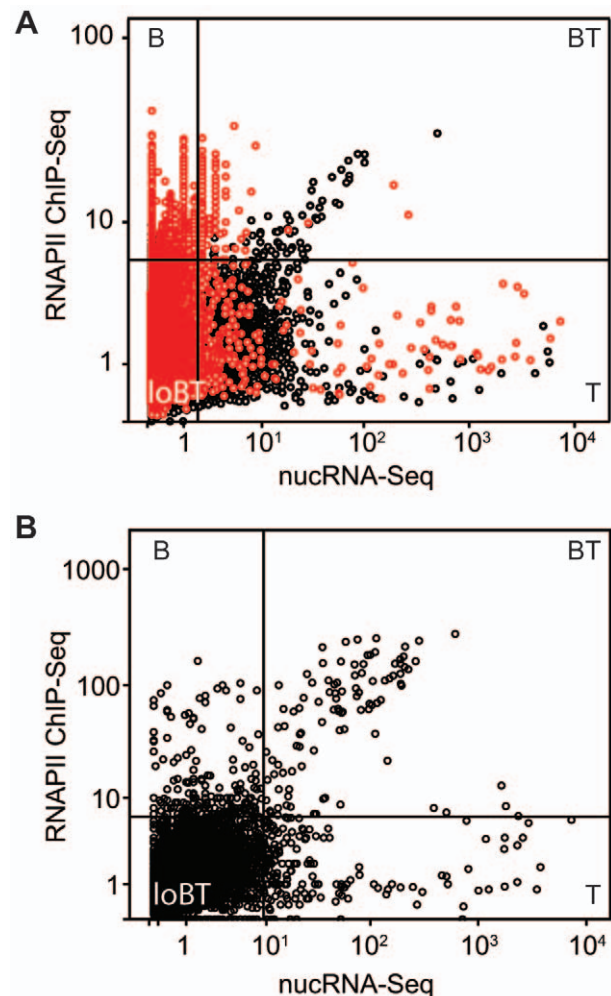 A
B
BT
100
10
1
RNAPII ChIP-Seq
loBT
T
1
10¹
10²
10³
10⁴
nucRNA-Seq
B
B
BT
1000
100
10
1
RNAPII ChIP-Seq
loBT
T
1
10¹
10²
10³
10⁴
nucRNA-Seq